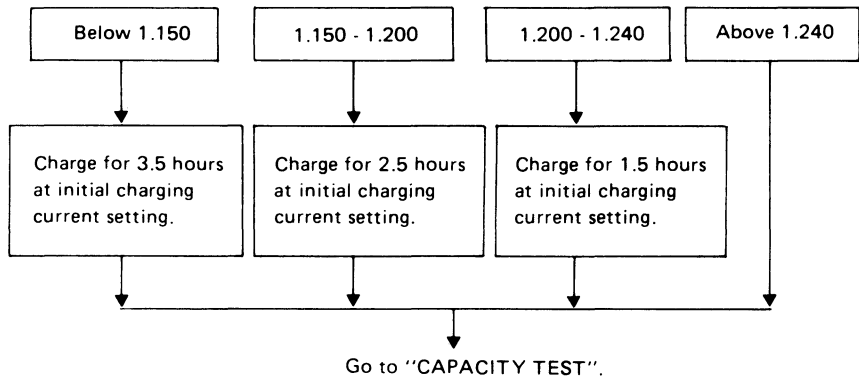 Below 1.150
1.150 - 1.200
1.200 - 1.240
Above 1.240
Charge for 3.5 hours
at initial charging
current setting.
Charge for 2.5 hours
at initial charging
current setting.
Charge for 1.5 hours
at initial charging
current setting.
Go to "CAPACITY TEST".